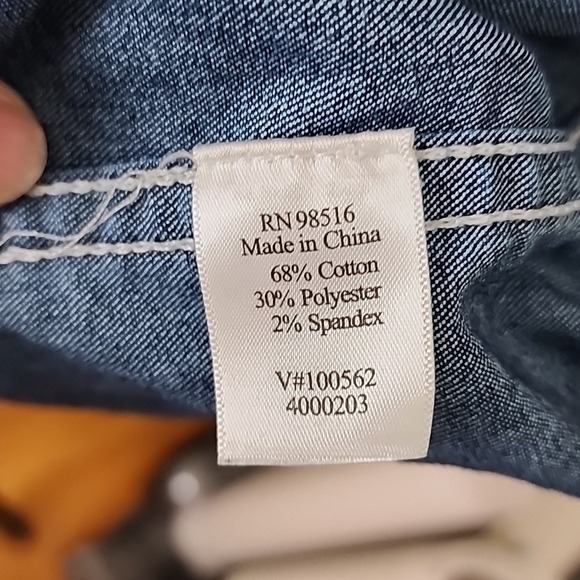 RN 98516
Made in China
68% Cotton
30% Polyester
2% Spandex
V#100562
4000203